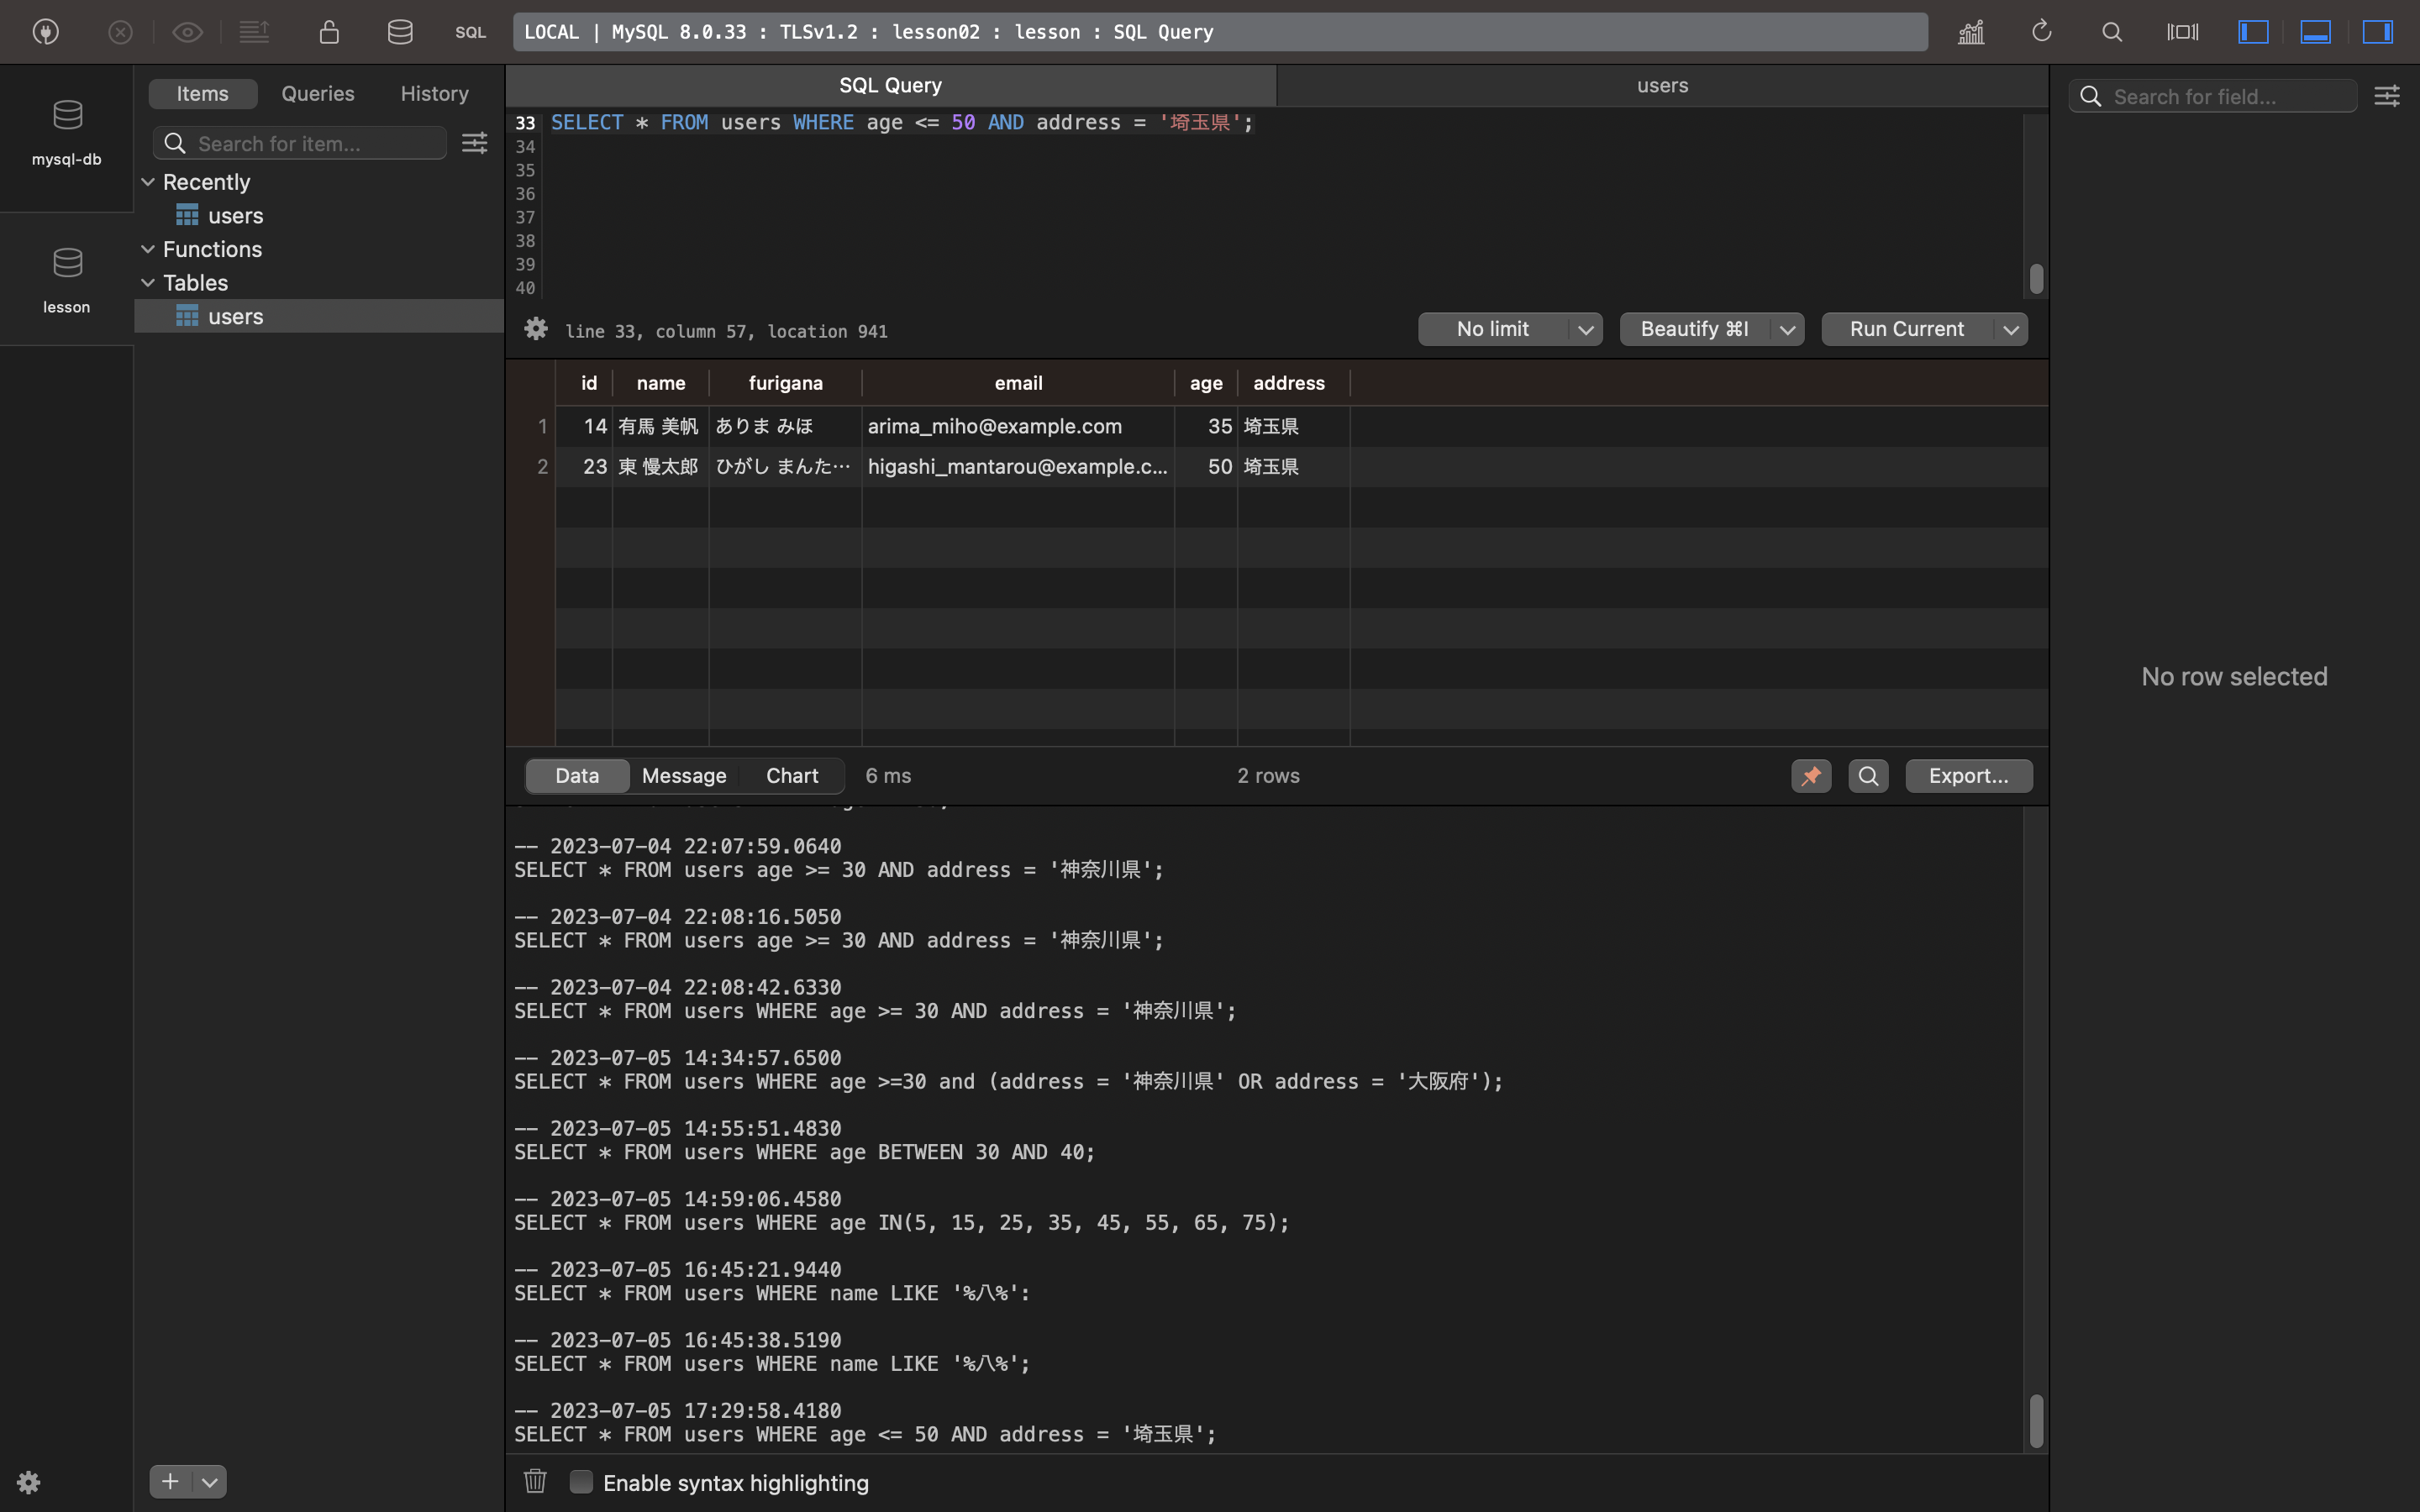 SQL
LOCAL | MySQL 8.0.33 : TLSv1.2 : lesson02 : lesson : SQL Query
mysql-db
lesson
Items Queries History
Search for item...
Recently
users
Functions
Tables
users
SQL Query users
33 SELECT * FROM users WHERE age <= 50 AND address = '埼玉県';
34
35
36
37
38
39
40
line 33, column 57, location 941
No limit Beautify ⌘I Run Current
id name furigana email age address
1 14 有馬 美帆 ありま みほ arima_miho@example.com 35 埼玉県
2 23 東 慢太郎 ひがし まんた… higashi_mantarou@example.c... 50 埼玉県
Data Message Chart 6 ms 2 rows Export...
-- 2023-07-04 22:07:59.0640
SELECT * FROM users age >= 30 AND address = '神奈川県';
-- 2023-07-04 22:08:16.5050
SELECT * FROM users age >= 30 AND address = '神奈川県';
-- 2023-07-04 22:08:42.6330
SELECT * FROM users WHERE age >= 30 AND address = '神奈川県';
-- 2023-07-05 14:34:57.6500
SELECT * FROM users WHERE age >=30 and (address = '神奈川県' OR address = '大阪府');
-- 2023-07-05 14:55:51.4830
SELECT * FROM users WHERE age BETWEEN 30 AND 40;
-- 2023-07-05 14:59:06.4580
SELECT * FROM users WHERE age IN(5, 15, 25, 35, 45, 55, 65, 75);
-- 2023-07-05 16:45:21.9440
SELECT * FROM users WHERE name LIKE '%八%':
-- 2023-07-05 16:45:38.5190
SELECT * FROM users WHERE name LIKE '%八%';
-- 2023-07-05 17:29:58.4180
SELECT * FROM users WHERE age <= 50 AND address = '埼玉県';
Enable syntax highlighting
Search for field...
No row selected